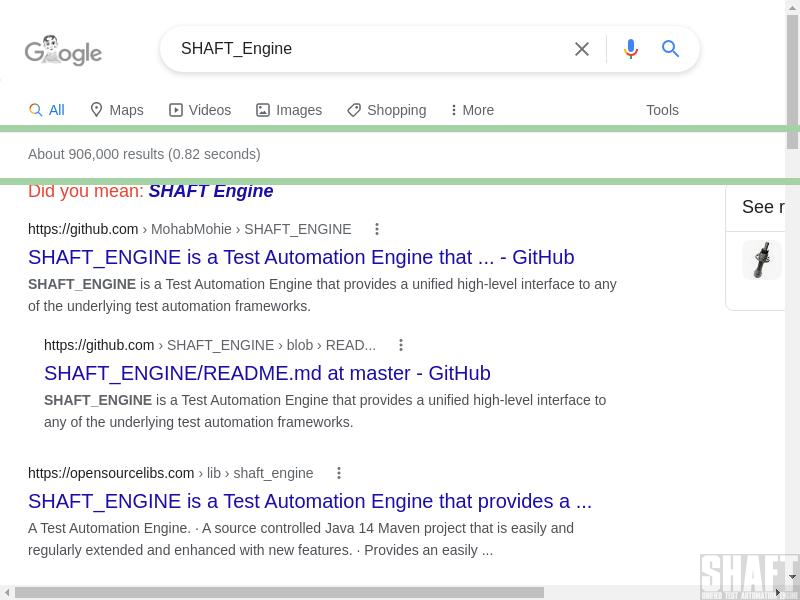 Google
SHAFT_Engine
All Maps Videos Images Shopping More Tools
About 906,000 results (0.82 seconds)
Did you mean: SHAFT Engine
https://github.com › MohabMohie › SHAFT_ENGINE
SHAFT_ENGINE is a Test Automation Engine that ... - GitHub
SHAFT_ENGINE is a Test Automation Engine that provides a unified high-level interface to any
of the underlying test automation frameworks.
See r
https://github.com › SHAFT_ENGINE › blob › READ...
SHAFT_ENGINE/README.md at master - GitHub
SHAFT_ENGINE is a Test Automation Engine that provides a unified high-level interface to
any of the underlying test automation frameworks.
https://opensourcelibs.com › lib › shaft_engine
SHAFT_ENGINE is a Test Automation Engine that provides a ...
A Test Automation Engine. · A source controlled Java 14 Maven project that is easily and
regularly extended and enhanced with new features. · Provides an easily ...
SHAFT
UNIFIED TEST AUTOMATION ENGINE